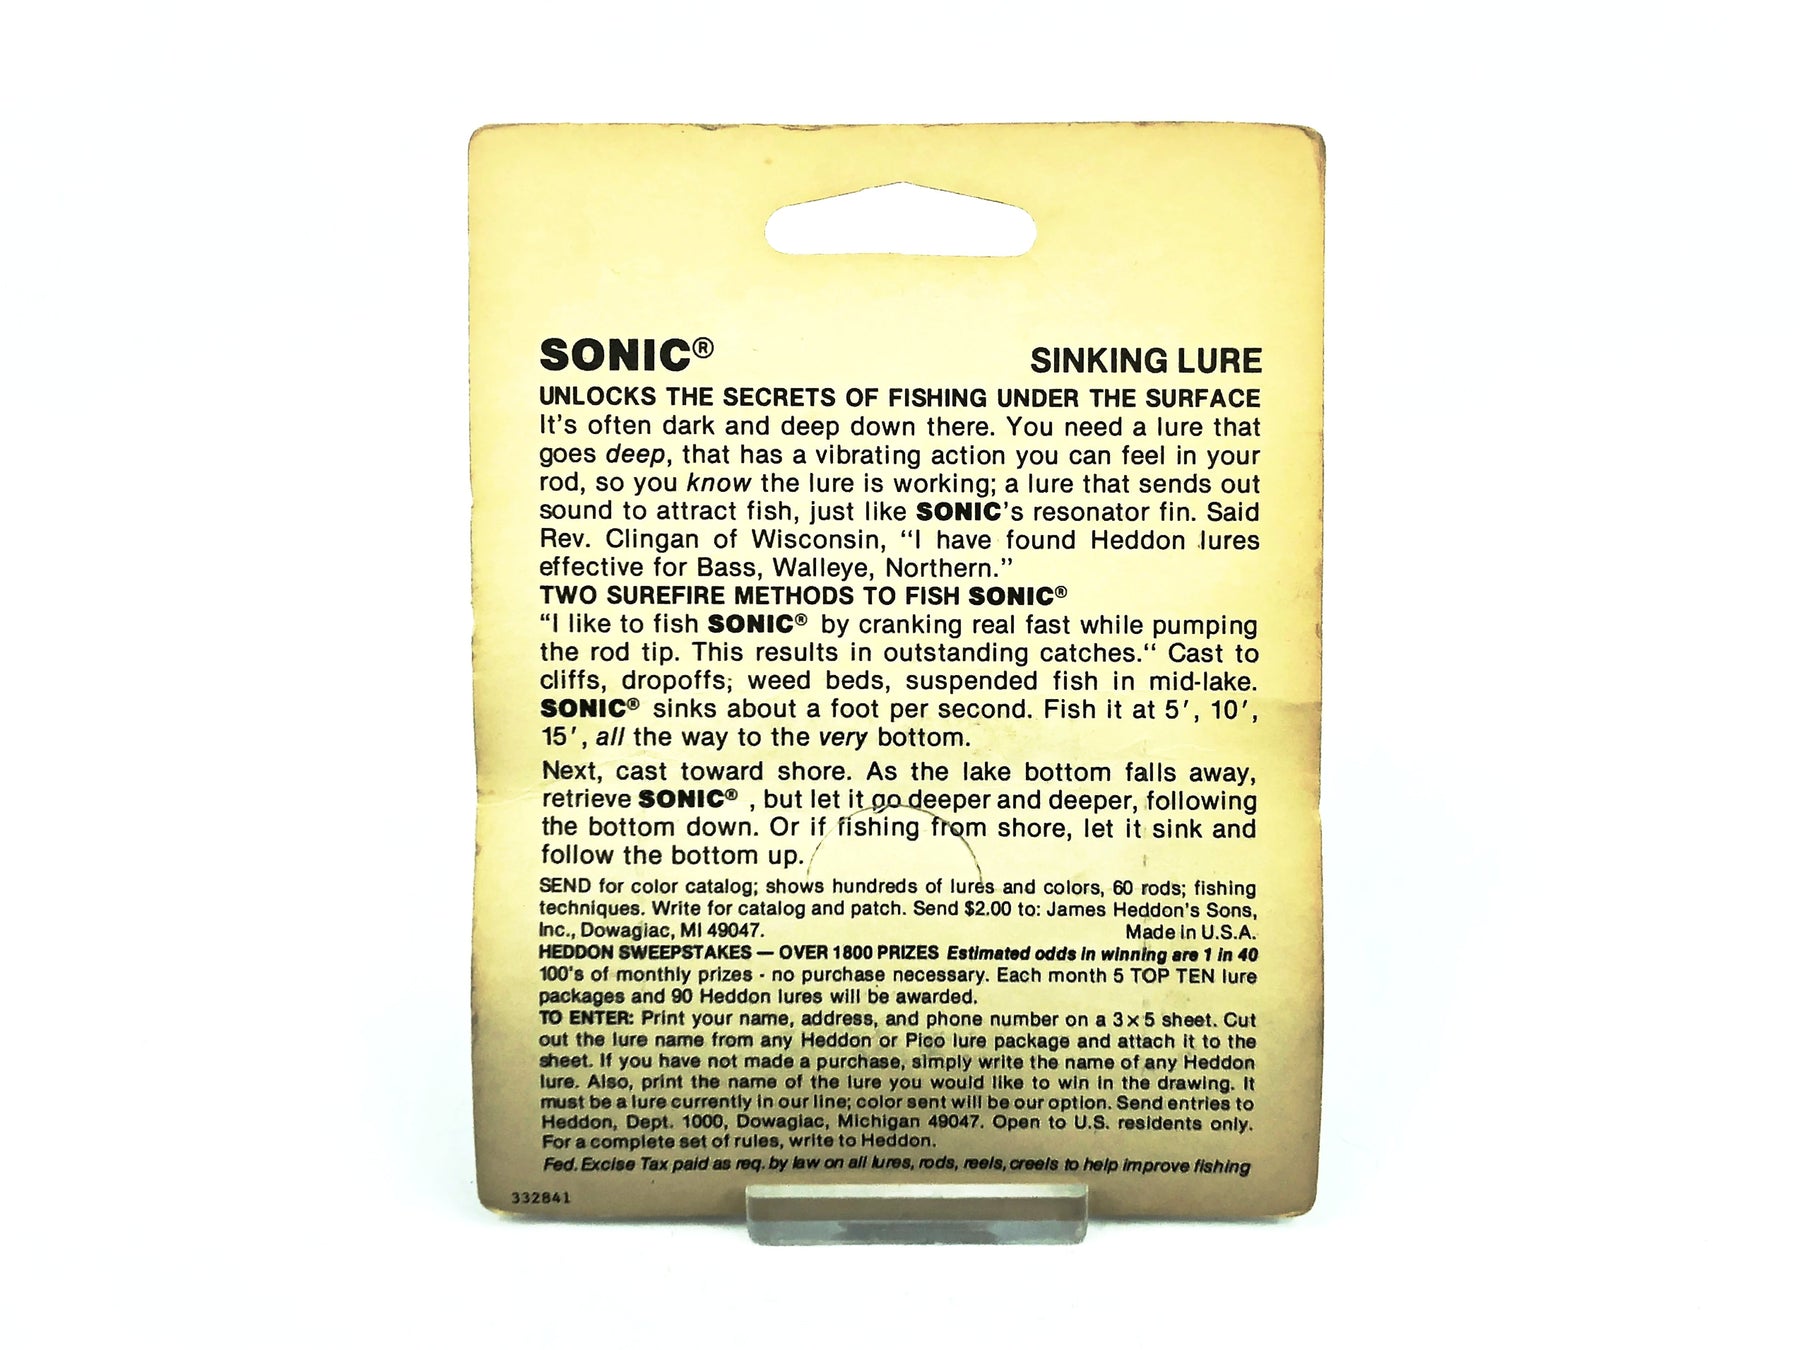 SONIC® SINKING LURE
UNLOCKS THE SECRETS OF FISHING UNDER THE SURFACE
It's often dark and deep down there. You need a lure that
goes deep, that has a vibrating action you can feel in your
rod, so you know the lure is working; a lure that sends out
sound to attract fish, just like SONIC's resonator fin. Said
Rev. Clingan of Wisconsin, “I have found Heddon lures
effective for Bass, Walleye, Northern.”
TWO SUREFIRE METHODS TO FISH SONIC®
“I like to fish SONIC® by cranking real fast while pumping
the rod tip. This results in outstanding catches.“ Cast to
cliffs, dropoffs; weed beds, suspended fish in mid-lake.
SONIC® sinks about a foot per second. Fish it at 5′, 10′,
15′, all the way to the very bottom.
Next, cast toward shore. As the lake bottom falls away,
retrieve SONIC® , but let it go deeper and deeper, following
the bottom down. Or if fishing from shore, let it sink and
follow the bottom up.
SEND for color catalog; shows hundreds of lures and colors, 60 rods; fishing
techniques. Write for catalog and patch. Send $2.00 to: James Heddon's Sons,
Inc., Dowagiac, MI 49047. Made in U.S.A.
HEDDON SWEEPSTAKES — OVER 1800 PRIZES Estimated odds in winning are 1 in 40
100's of monthly prizes - no purchase necessary. Each month 5 TOP TEN lure
packages and 90 Heddon lures will be awarded.
TO ENTER: Print your name, address, and phone number on a 3 x 5 sheet. Cut
out the lure name from any Heddon or Pico lure package and attach it to the
sheet. If you have not made a purchase, simply write the name of any Heddon
lure. Also, print the name of the lure you would like to win in the drawing. It
must be a lure currently in our line; color sent will be our option. Send entries to
Heddon, Dept. 1000, Dowagiac, Michigan 49047. Open to U.S. residents only.
For a complete set of rules, write to Heddon.
Fed. Excise Tax paid as req. by law on all lures, rods, reels, creels to help improve fishing
332841